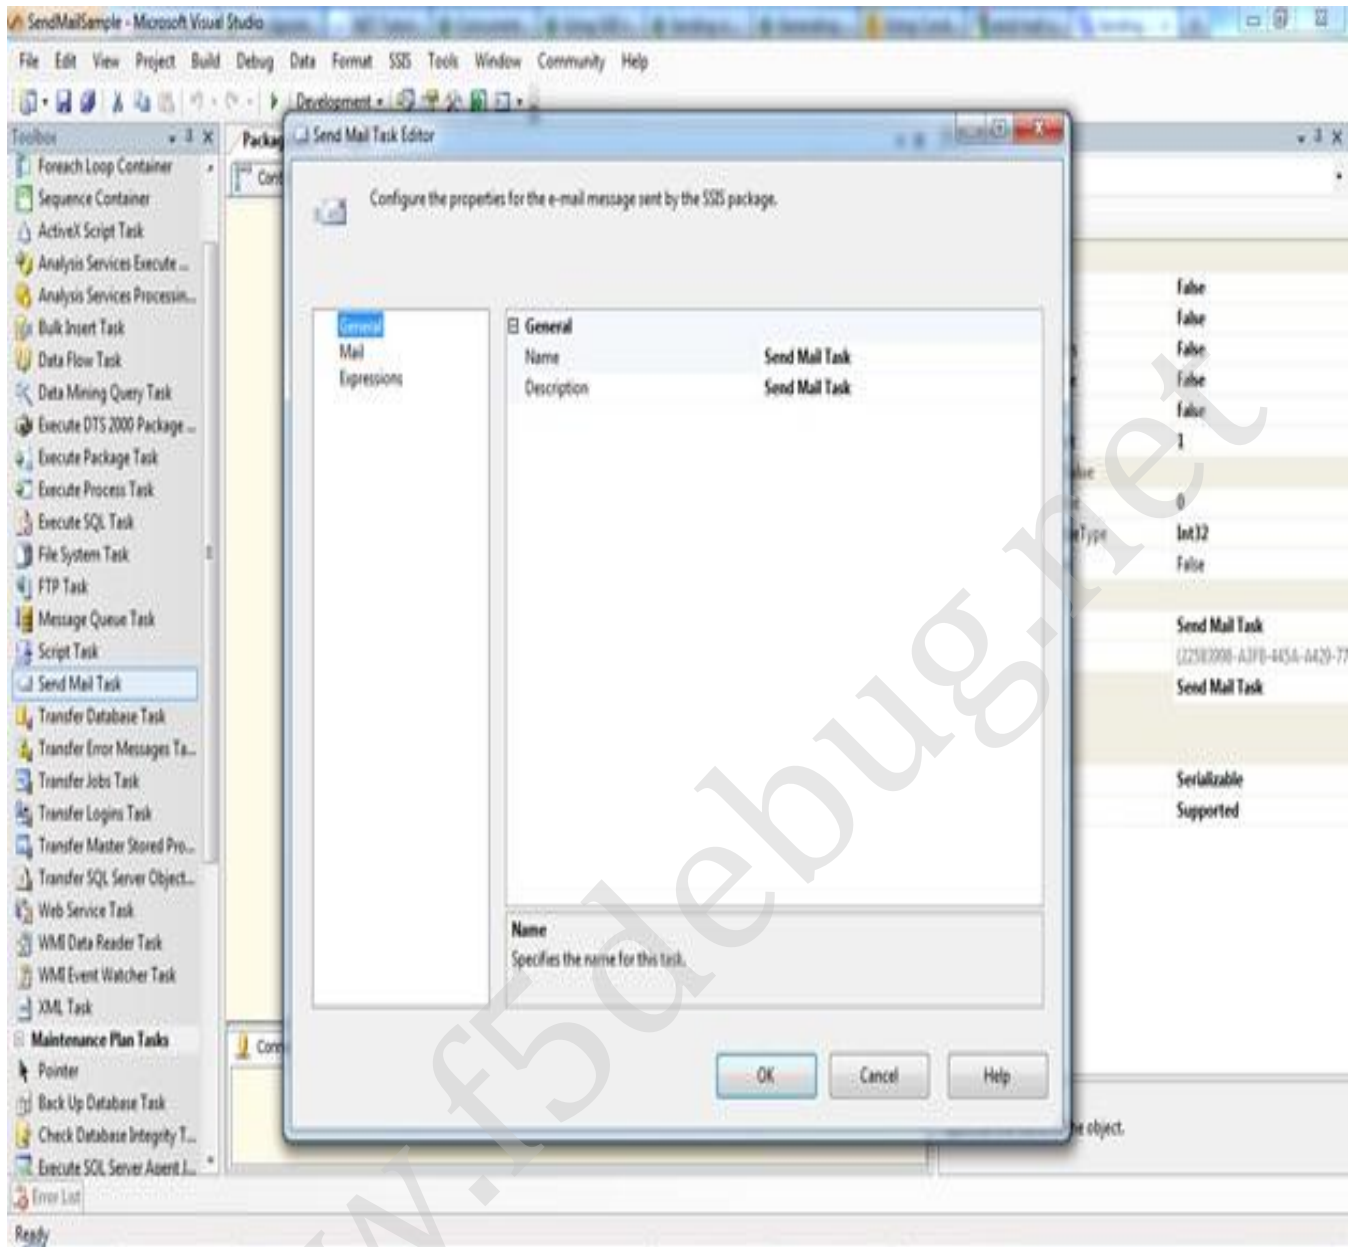 SendMailSample - Microsoft Visual Studio
File Edit View Project Build Debug Data Format SSIS Tools Window Community Help
Development
Toolbox
Foreach Loop Container
Sequence Container
ActiveX Script Task
Analysis Services Execute ...
Analysis Services Processin...
Bulk Insert Task
Data Flow Task
Data Mining Query Task
Execute DTS 2000 Package ...
Execute Package Task
Execute Process Task
Execute SQL Task
File System Task
FTP Task
Message Queue Task
Script Task
Send Mail Task
Transfer Database Task
Transfer Error Messages Ta...
Transfer Jobs Task
Transfer Logins Task
Transfer Master Stored Pro...
Transfer SQL Server Object...
Web Service Task
WMI Data Reader Task
WMI Event Watcher Task
XML Task
Maintenance Plan Tasks
Pointer
Back Up Database Task
Check Database Integrity T...
Execute SQL Server Agent J...
Error List
Ready
Packag
Cont
Conn
Send Mail Task Editor
Configure the properties for the e-mail message sent by the SSIS package.
General
Mail
Expressions
General
Name Send Mail Task
Description Send Mail Task
Name
Specifies the name for this task.
OK Cancel Help
False
False
False
False
False
1
0
eType Int32
False
Send Mail Task
Send Mail Task
Serializable
Supported
he object.
w.f5debug.net